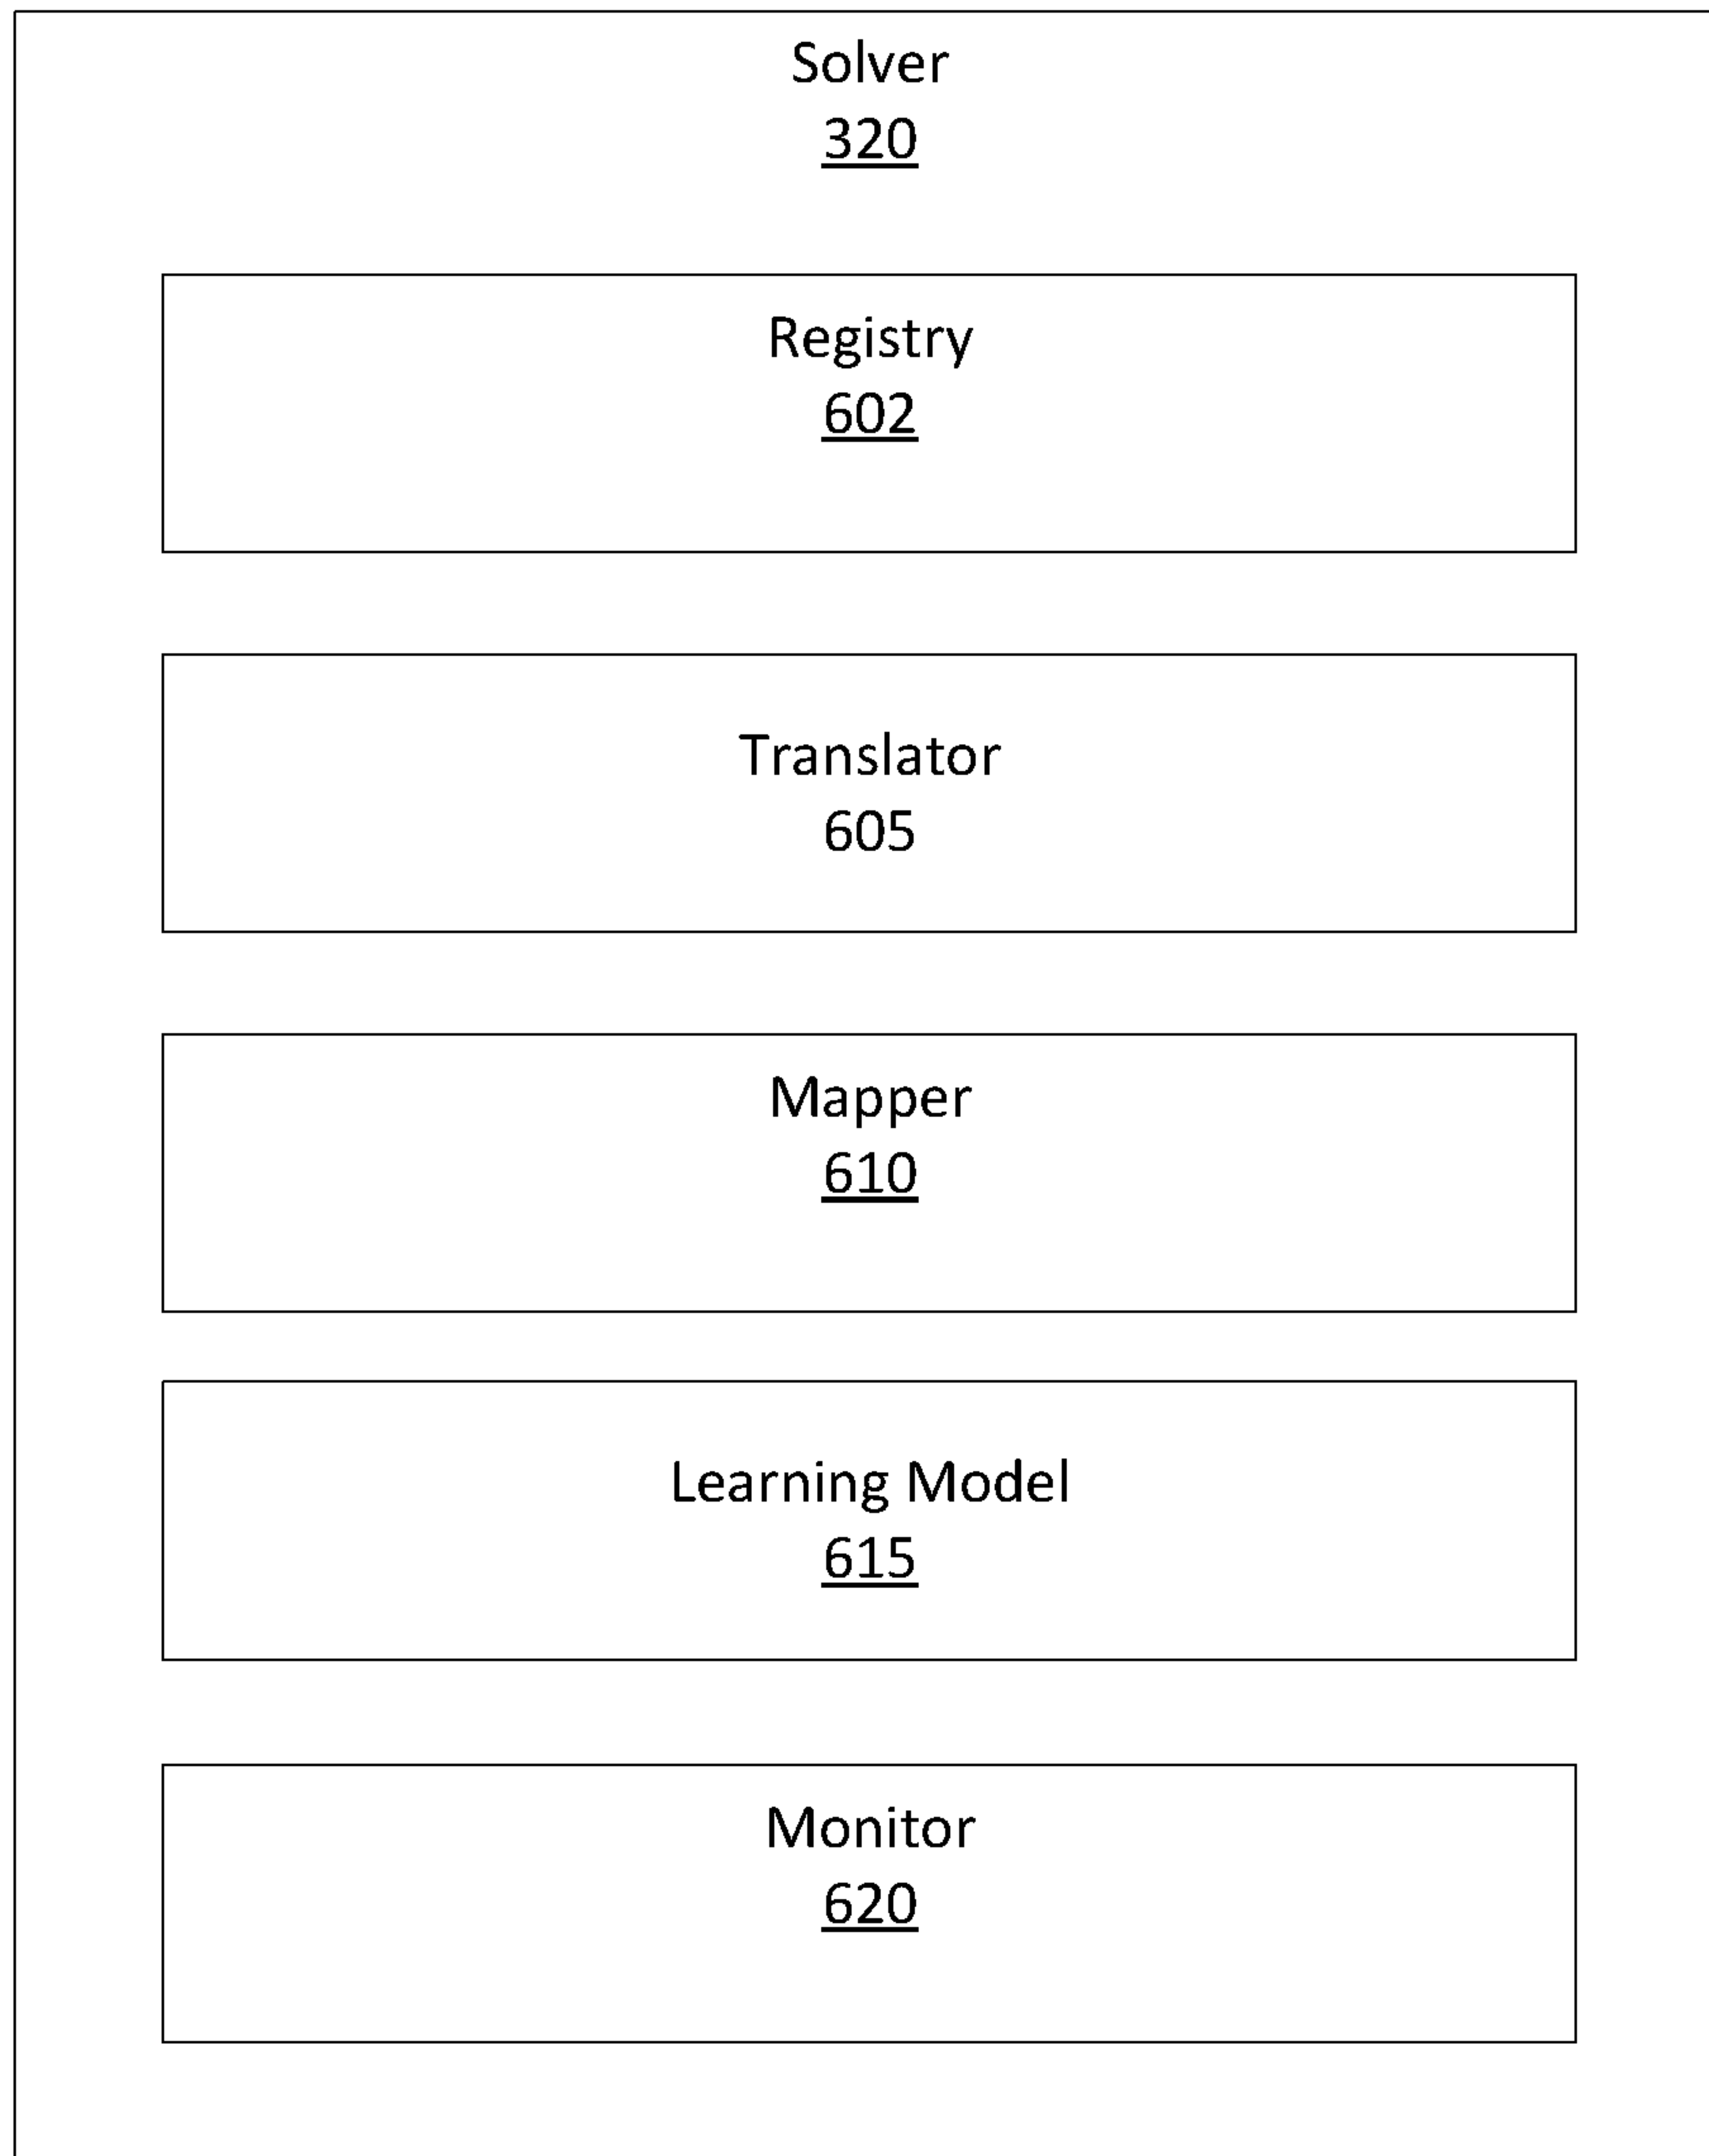 Solver
320
Registry
602
Translator
605
Mapper
610
Learning Model
615
Monitor
620